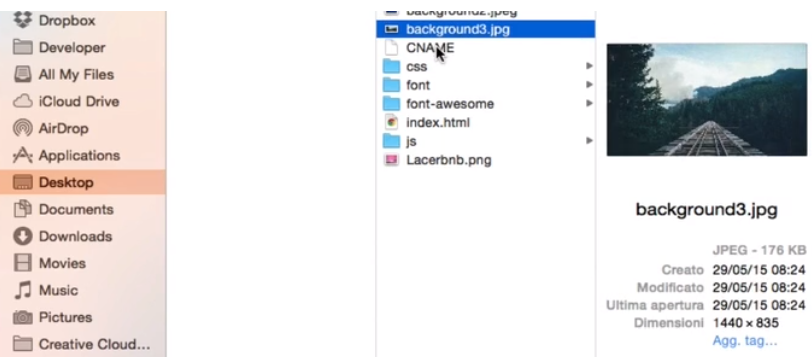 Dropbox
Developer
All My Files
iCloud Drive
AirDrop
Applications
Desktop
Documents
Downloads
Movies
Music
Pictures
Creative Cloud...
background2.jpeg
background3.jpg
CNAME
css
font
font-awesome
index.html
js
Lacerbnb.png
background3.jpg
JPEG - 176 KB
Creato 29/05/15 08:24
Modificato 29/05/15 08:24
Ultima apertura 29/05/15 08:24
Dimensioni 1440 × 835
Agg. tag...